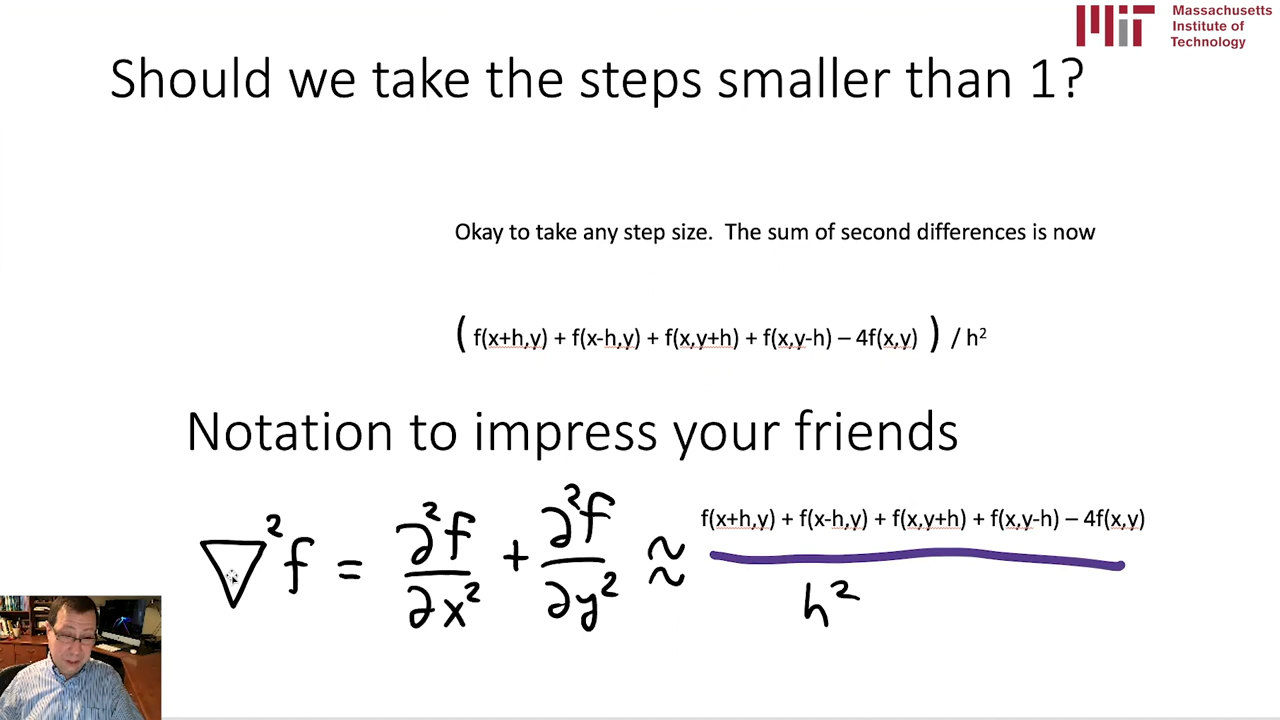 Massachusetts
Institute of
Technology
MIT
Should we take the steps smaller than 1?
Okay to take any step size. The sum of second differences is now
( f(x+h,y) + f(x-h,y) + f(x,y+h) + f(x,y-h) – 4f(x,y) ) / h²
Notation to impress your friends
∇²f = ∂²f/∂x² + ∂²f/∂y² ≈ f(x+h,y) + f(x-h,y) + f(x,y+h) + f(x,y-h) – 4f(x,y) / h²